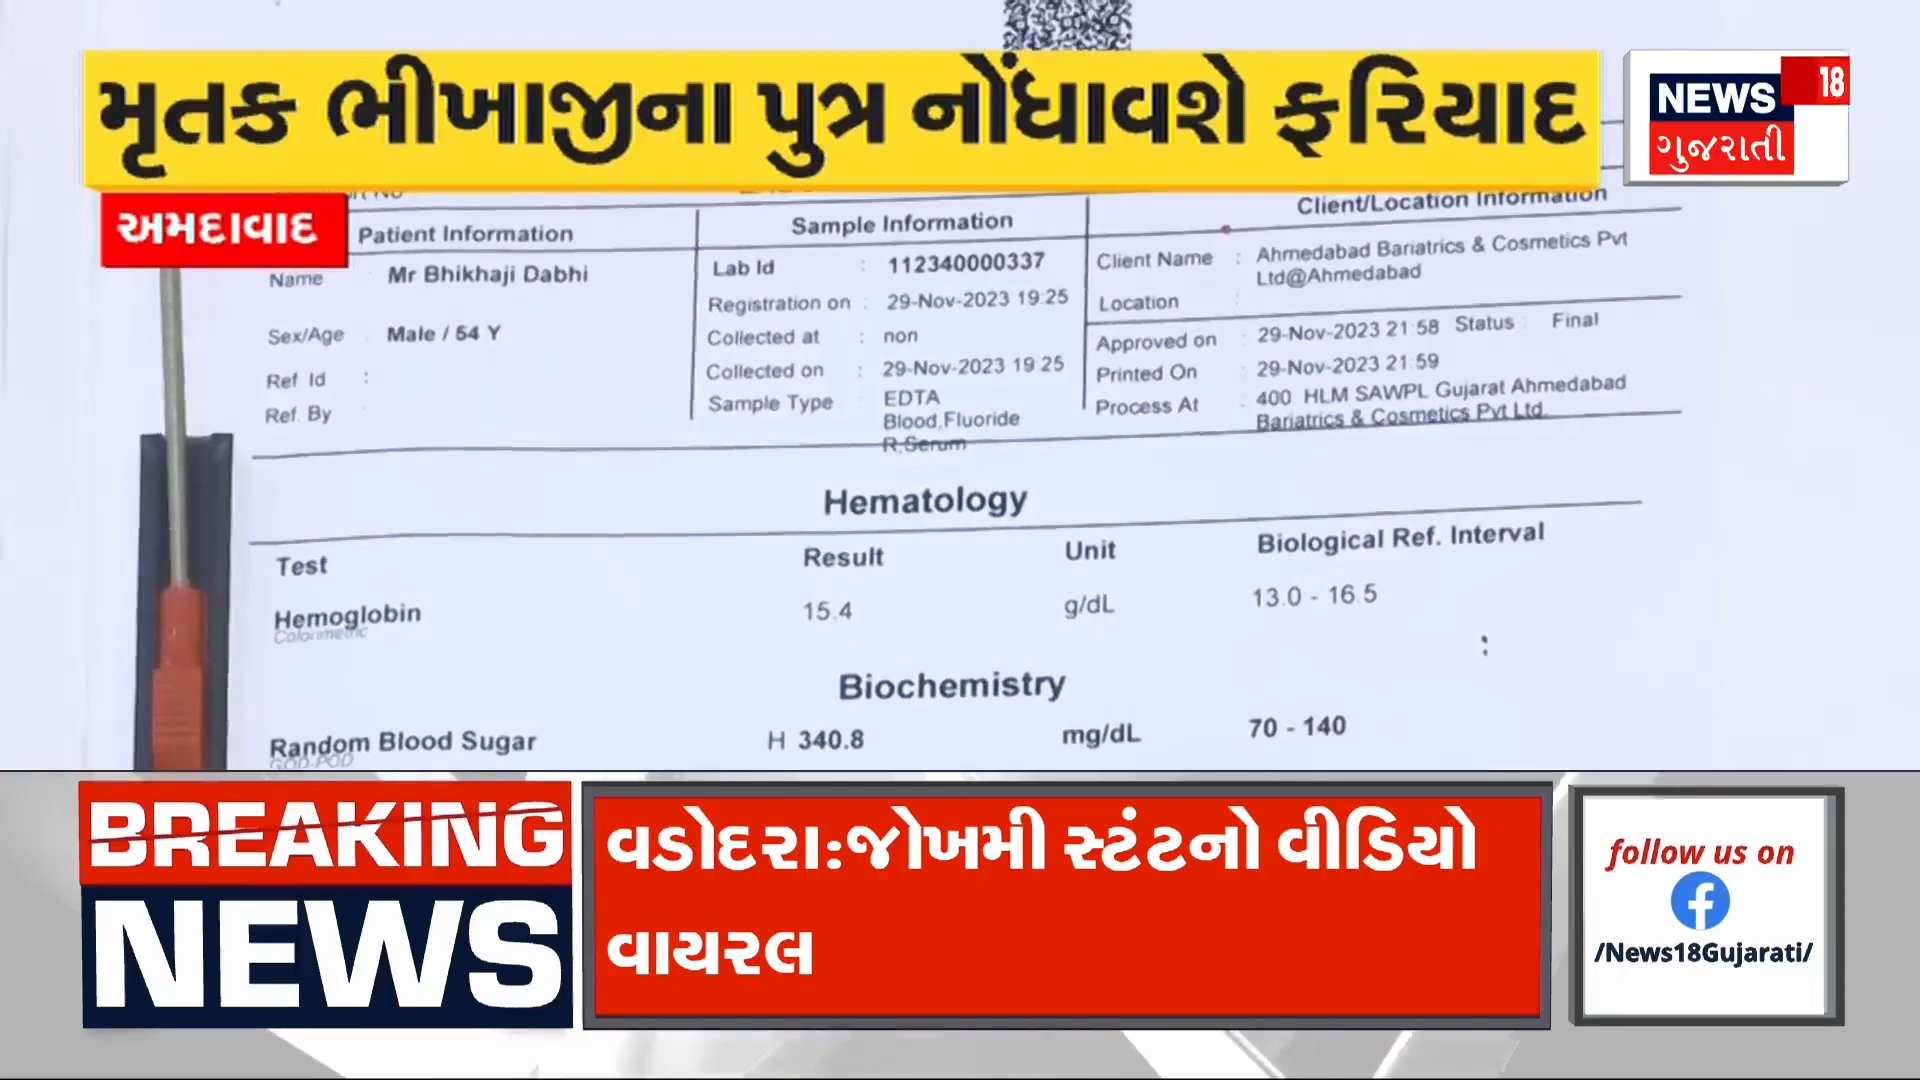 મૃતક ભીખાજીના પુત્ર નોંધાવશે ફરિયાદ
NEWS 18
ગુજરાતી
અમદાવાદ
Patient Information
Sample Information
Client/Location Information
Name : Mr Bhikhaji Dabhi
Lab Id : 112340000337
Client Name : Ahmedabad Bariatrics & Cosmetics Pvt
Ltd@Ahmedabad
Registration on : 29-Nov-2023 19:25
Location :
Sex/Age : Male / 54 Y
Collected at : non
Approved on : 29-Nov-2023 21:58 Status : Final
Ref Id :
Collected on : 29-Nov-2023 19:25
Printed On : 29-Nov-2023 21:59
Ref. By
Sample Type : EDTA
Blood,Fluoride
R,Serum
Process At : 400 HLM SAWPL Gujarat Ahmedabad
Bariatrics & Cosmetics Pvt Ltd.
Hematology
Test Result Unit Biological Ref. Interval
Hemoglobin 15.4 g/dL 13.0 - 16.5
Colorimetric
Biochemistry
Random Blood Sugar H 340.8 mg/dL 70 - 140
GOD-POD
BREAKING
NEWS
વડોદરા:જોખમી સ્ટંટનો વીડિયો
વાયરલ
follow us on
/News18Gujarati/